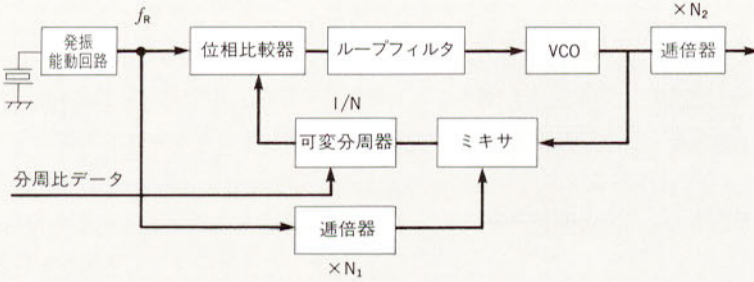 ×N₂
fR
発振
能動回路
位相比較器
ループフィルタ
VCO
逓倍器
1/N
可変分周器
ミキサ
分周比データ
逓倍器
×N₁